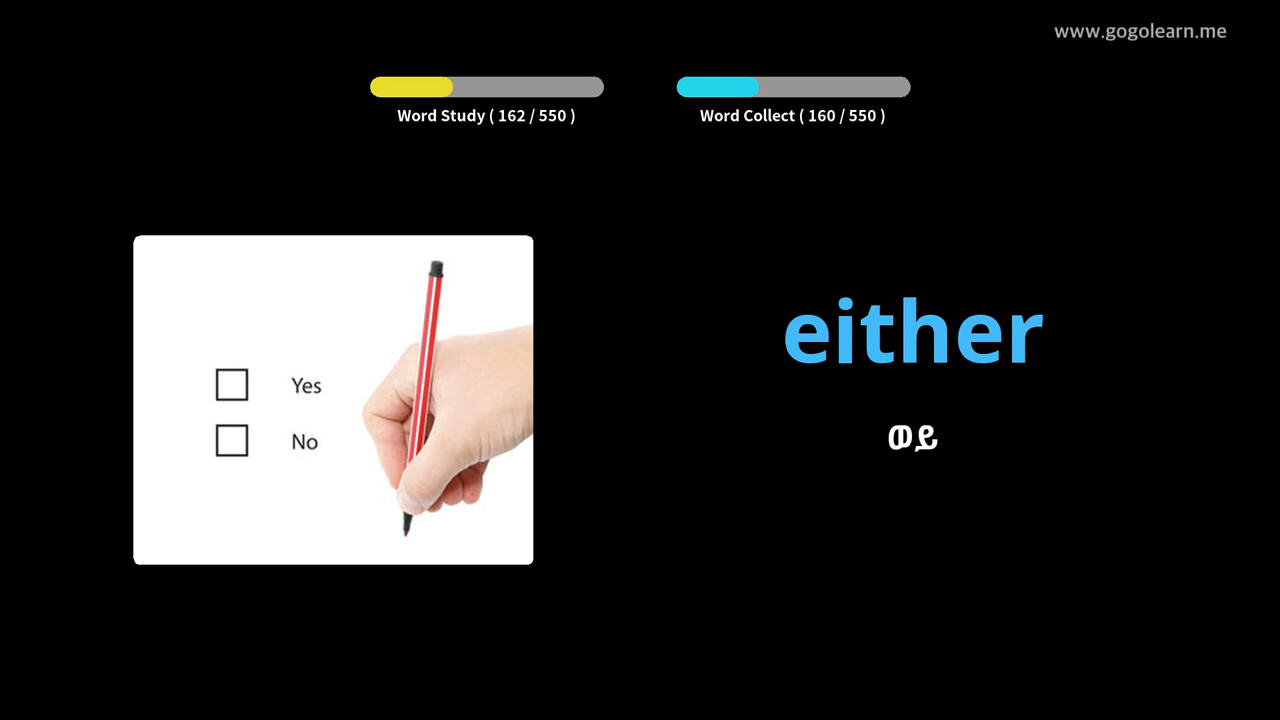 www.gogolearn.me
Word Study ( 162 / 550 )
Word Collect ( 160 / 550 )
Yes
No
either
ወይ